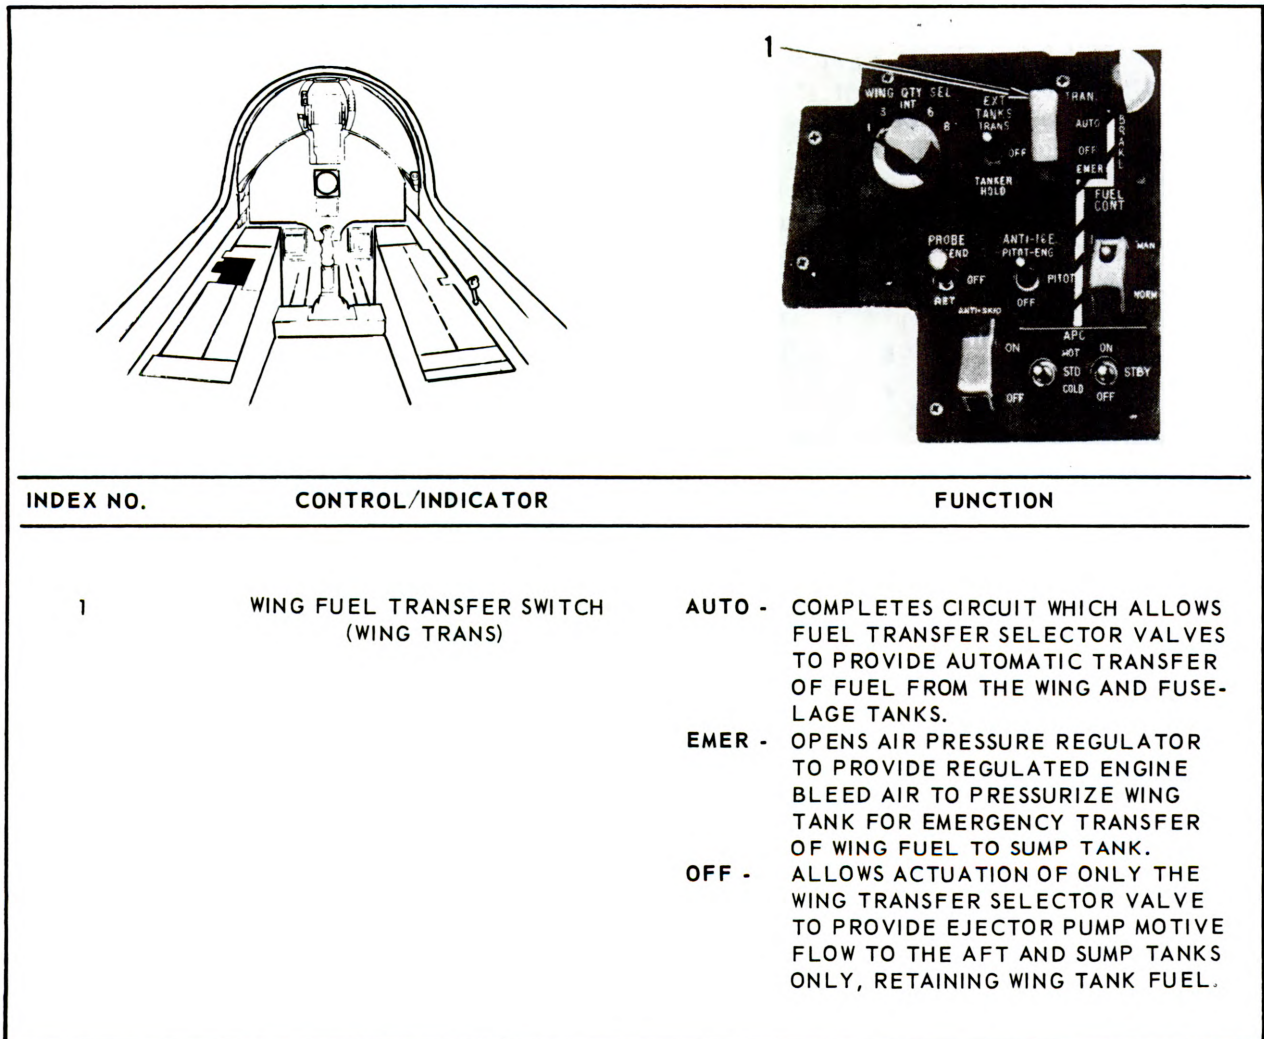 1
WING QTY SEL
INT
1 3 6 8
EXT
TANKS
TRANS
OFF
TANKER
HOLD
AUTO
OFF
EMER
FUEL
CONT
MAN
NORM
PROBE
OFF
ANTI-ICE
PITOT-ENG
PITOT
OFF
ANTI-SKID
ON
OFF
APC
HOT
STD
COLD
ON
STBY
OFF
INDEX NO. CONTROL/INDICATOR FUNCTION
1 WING FUEL TRANSFER SWITCH
(WING TRANS)
AUTO - COMPLETES CIRCUIT WHICH ALLOWS
FUEL TRANSFER SELECTOR VALVES
TO PROVIDE AUTOMATIC TRANSFER
OF FUEL FROM THE WING AND FUSE-
LAGE TANKS.
EMER - OPENS AIR PRESSURE REGULATOR
TO PROVIDE REGULATED ENGINE
BLEED AIR TO PRESSURIZE WING
TANK FOR EMERGENCY TRANSFER
OF WING FUEL TO SUMP TANK.
OFF - ALLOWS ACTUATION OF ONLY THE
WING TRANSFER SELECTOR VALVE
TO PROVIDE EJECTOR PUMP MOTIVE
FLOW TO THE AFT AND SUMP TANKS
ONLY, RETAINING WING TANK FUEL.